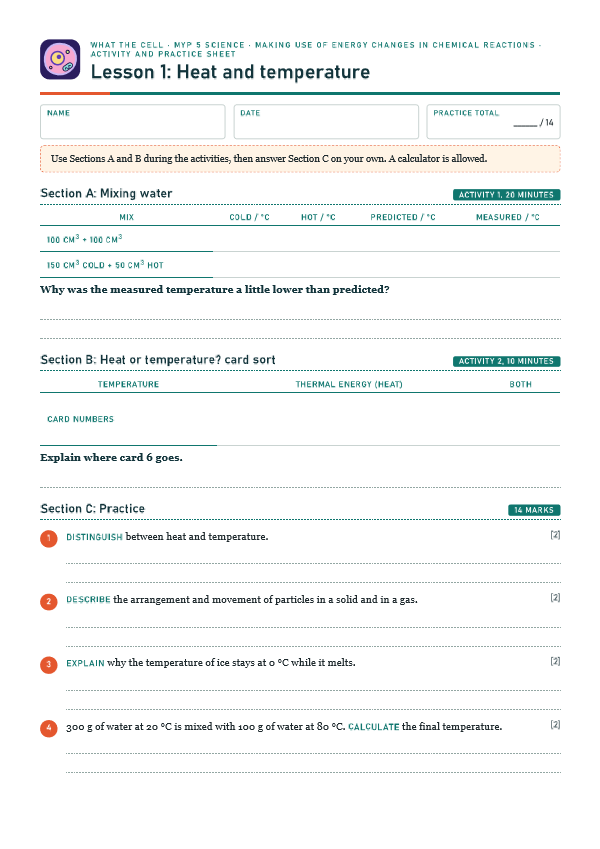 WHAT THE CELL · MYP 5 SCIENCE · MAKING USE OF ENERGY CHANGES IN CHEMICAL REACTIONS ·
ACTIVITY AND PRACTICE SHEET
Lesson 1: Heat and temperature
NAME
DATE
PRACTICE TOTAL
_____ / 14
Use Sections A and B during the activities, then answer Section C on your own. A calculator is allowed.
Section A: Mixing water
ACTIVITY 1, 20 MINUTES
MIX COLD / °C HOT / °C PREDICTED / °C MEASURED / °C
100 CM³ + 100 CM³
150 CM³ COLD + 50 CM³ HOT
Why was the measured temperature a little lower than predicted?
Section B: Heat or temperature? card sort
ACTIVITY 2, 10 MINUTES
TEMPERATURE THERMAL ENERGY (HEAT) BOTH
CARD NUMBERS
Explain where card 6 goes.
Section C: Practice
14 MARKS
1 DISTINGUISH between heat and temperature. [2]
2 DESCRIBE the arrangement and movement of particles in a solid and in a gas. [2]
3 EXPLAIN why the temperature of ice stays at 0 °C while it melts. [2]
4 300 g of water at 20 °C is mixed with 100 g of water at 80 °C. CALCULATE the final temperature. [2]